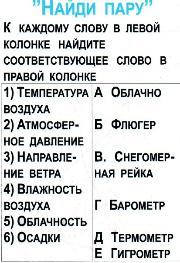 "НАЙДИ ПАРУ"
К КАЖДОМУ СЛОВУ В ЛЕВОЙ
КОЛОНКЕ НАЙДИТЕ
СООТВЕТСТВУЮЩЕЕ СЛОВО В
ПРАВОЙ КОЛОНКЕ
1) ТЕМПЕРАТУРА А ОБЛАЧНО
ВОЗДУХА
2) АТМОСФЕР- Б ФЛЮГЕР
НОЕ ДАВЛЕНИЕ
3) НАПРАВЛЕ- В. СНЕГОМЕР-
НИЕ ВЕТРА НАЯ РЕЙКА
4) ВЛАЖНОСТЬ
ВОЗДУХА Г БАРОМЕТР
5) ОБЛАЧНОСТЬ
6) ОСАДКИ Д ТЕРМОМЕТР
Е ГИГРОМЕТР